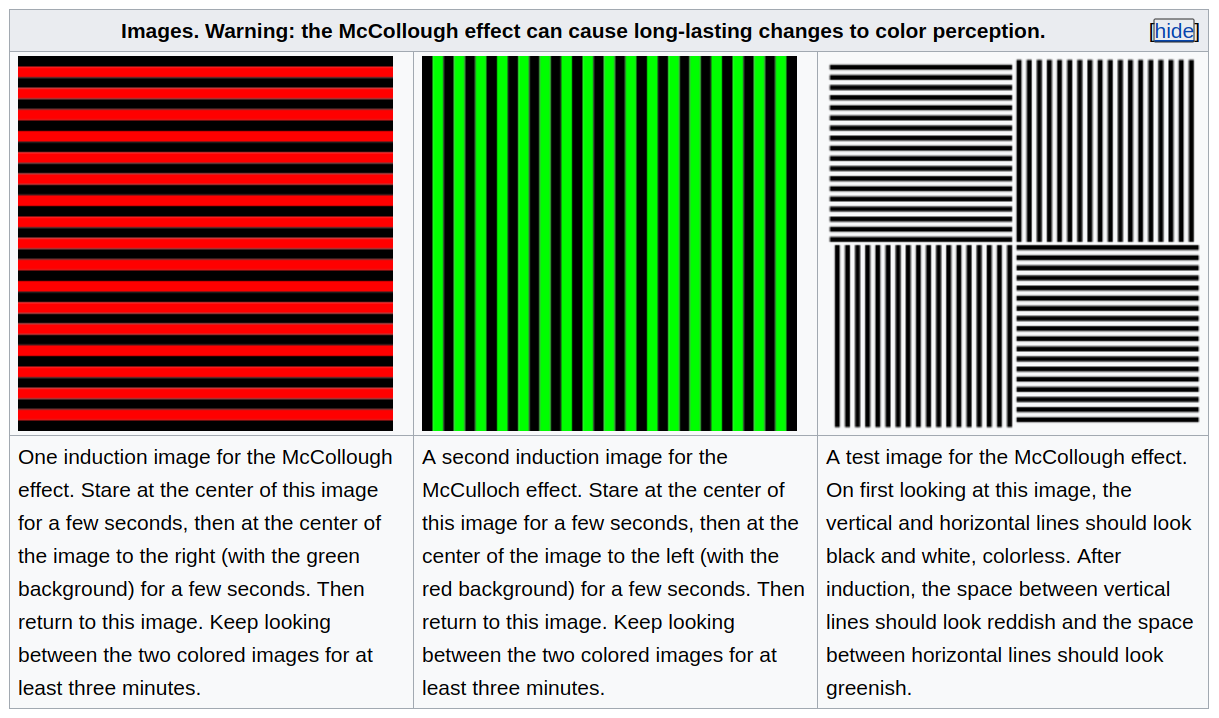 Images. Warning: the McCollough effect can cause long-lasting changes to color perception. [hide]
One induction image for the McCollough
effect. Stare at the center of this image
for a few seconds, then at the center of
the image to the right (with the green
background) for a few seconds. Then
return to this image. Keep looking
between the two colored images for at
least three minutes.
A second induction image for the
McCulloch effect. Stare at the center of
this image for a few seconds, then at the
center of the image to the left (with the
red background) for a few seconds. Then
return to this image. Keep looking
between the two colored images for at
least three minutes.
A test image for the McCollough effect.
On first looking at this image, the
vertical and horizontal lines should look
black and white, colorless. After
induction, the space between vertical
lines should look reddish and the space
between horizontal lines should look
greenish.